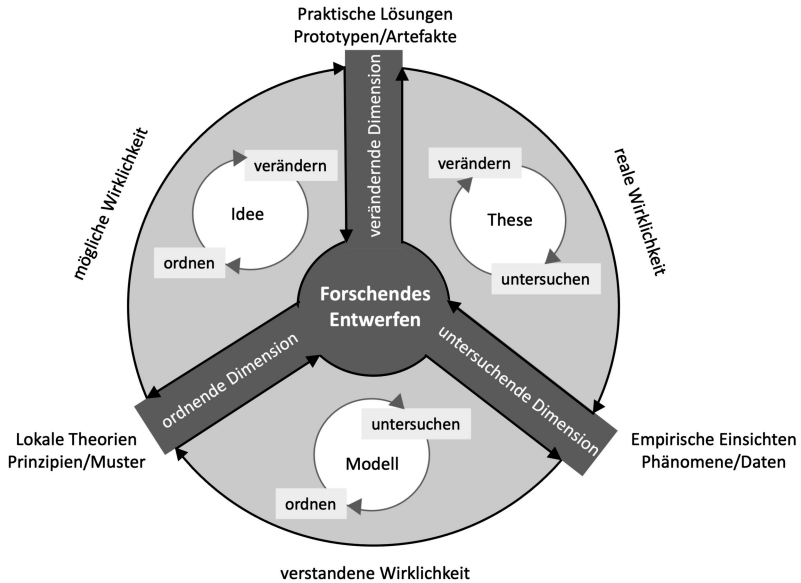 Praktische Lösungen
Prototypen/Artefakte
verändernde Dimension
mögliche Wirklichkeit
reale Wirklichkeit
verändern
Idee
ordnen
verändern
These
untersuchen
Forschendes
Entwerfen
ordnende Dimension
untersuchende Dimension
Lokale Theorien
Prinzipien/Muster
untersuchen
Modell
ordnen
Empirische Einsichten
Phänomene/Daten
verstandene Wirklichkeit